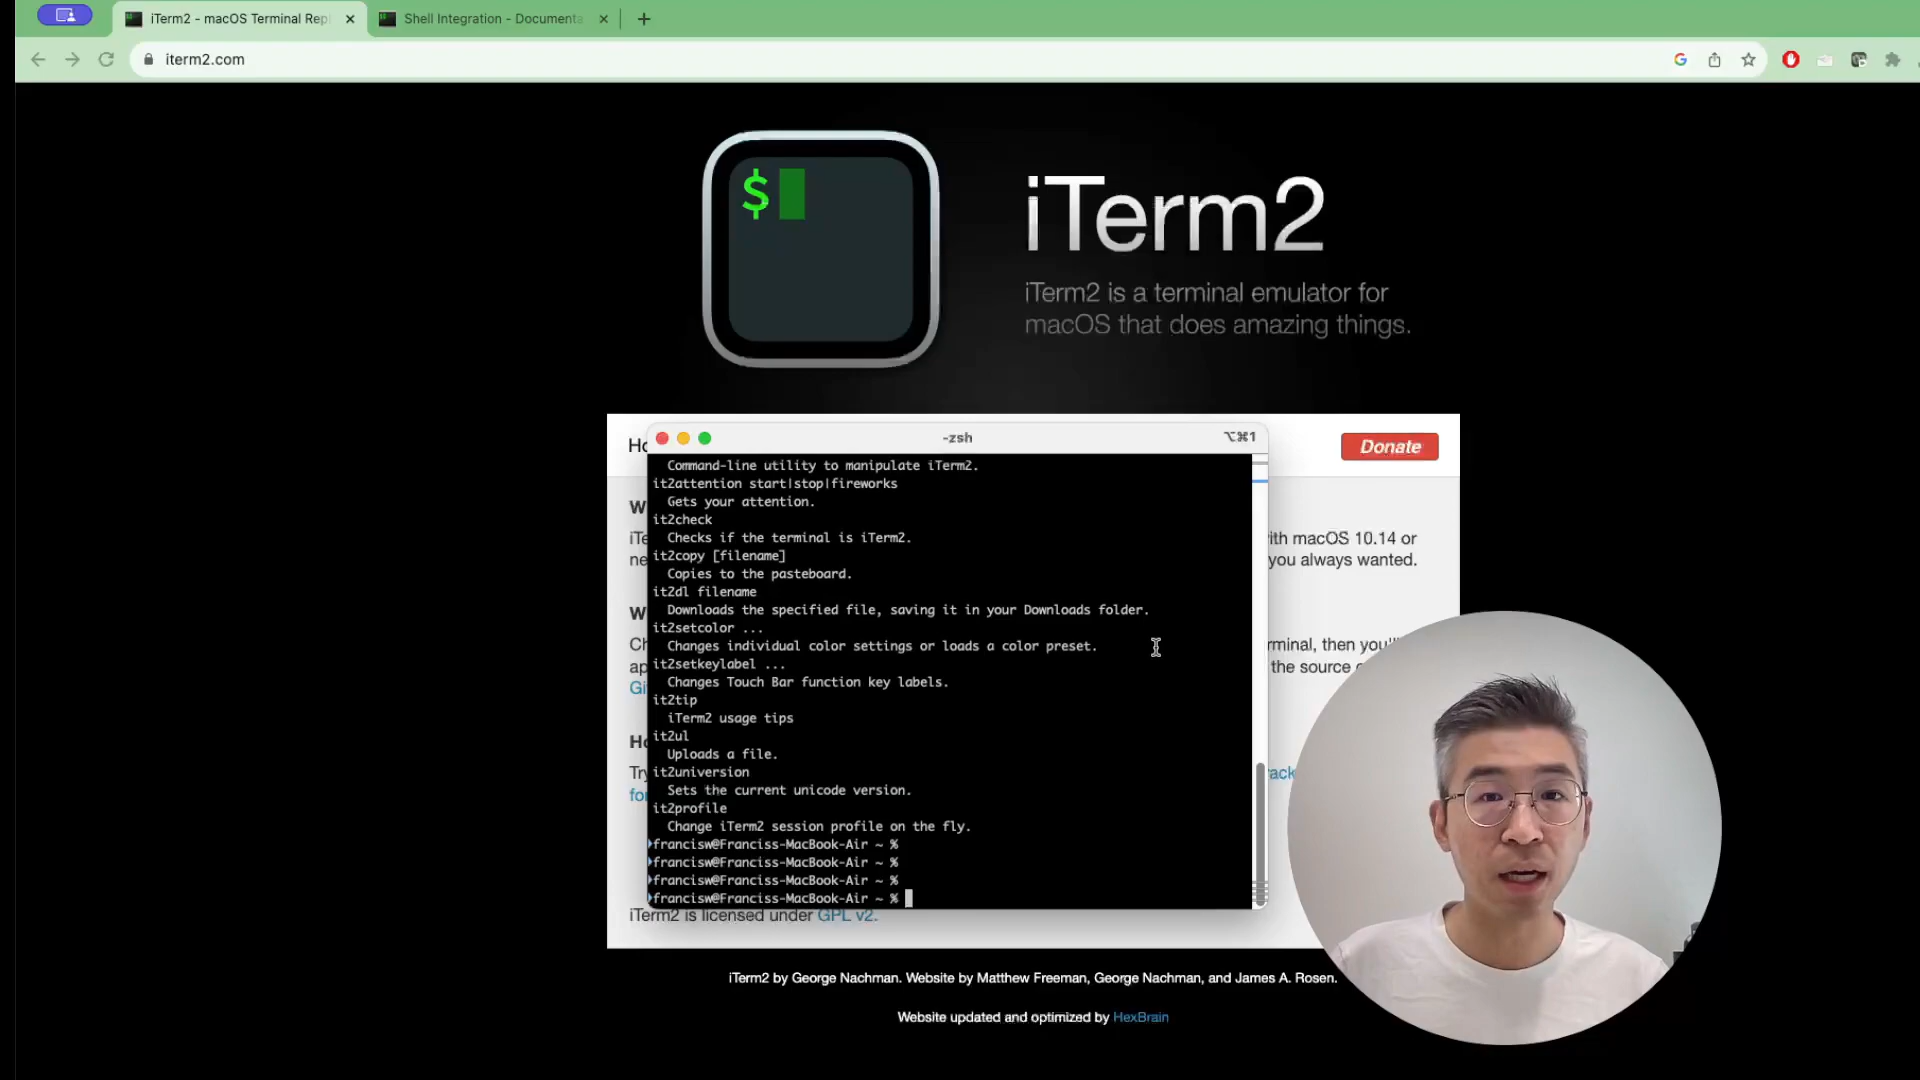 iTerm2 - macOS Terminal Repl
Shell Integration - Documenta
iterm2.com
$
iTerm2
iTerm2 is a terminal emulator for
macOS that does amazing things.
Ho
-zsh
⌥⌘1
Donate
Command-line utility to manipulate iTerm2.
it2attention start|stop|fireworks
Gets your attention.
it2check
Checks if the terminal is iTerm2.
it2copy [filename]
Copies to the pasteboard.
it2dl filename
Downloads the specified file, saving it in your Downloads folder.
it2setcolor ...
Changes individual color settings or loads a color preset.
it2setkeylabel ...
Changes Touch Bar function key labels.
it2tip
iTerm2 usage tips
it2ul
Uploads a file.
it2universion
Sets the current unicode version.
it2profile
Change iTerm2 session profile on the fly.
francisw@Franciss-MacBook-Air ~ %
francisw@Franciss-MacBook-Air ~ %
francisw@Franciss-MacBook-Air ~ %
francisw@Franciss-MacBook-Air ~ %
with macOS 10.14 or
you always wanted.
the source
iTerm2 is licensed under GPL v2.
iTerm2 by George Nachman. Website by Matthew Freeman, George Nachman, and James A. Rosen.
Website updated and optimized by HexBrain